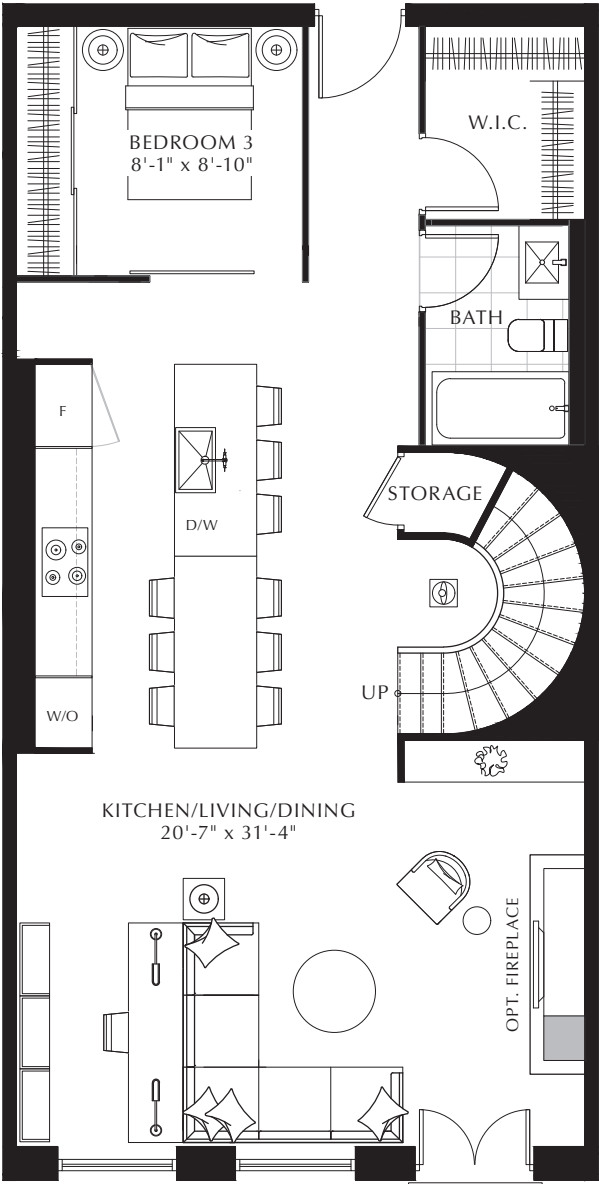 W.I.C.
BEDROOM 3
8'-1" x 8'-10"
BATH
F
STORAGE
D/W
UP
W/O
KITCHEN/LIVING/DINING
20'-7" x 31'-4"
OPT. FIREPLACE